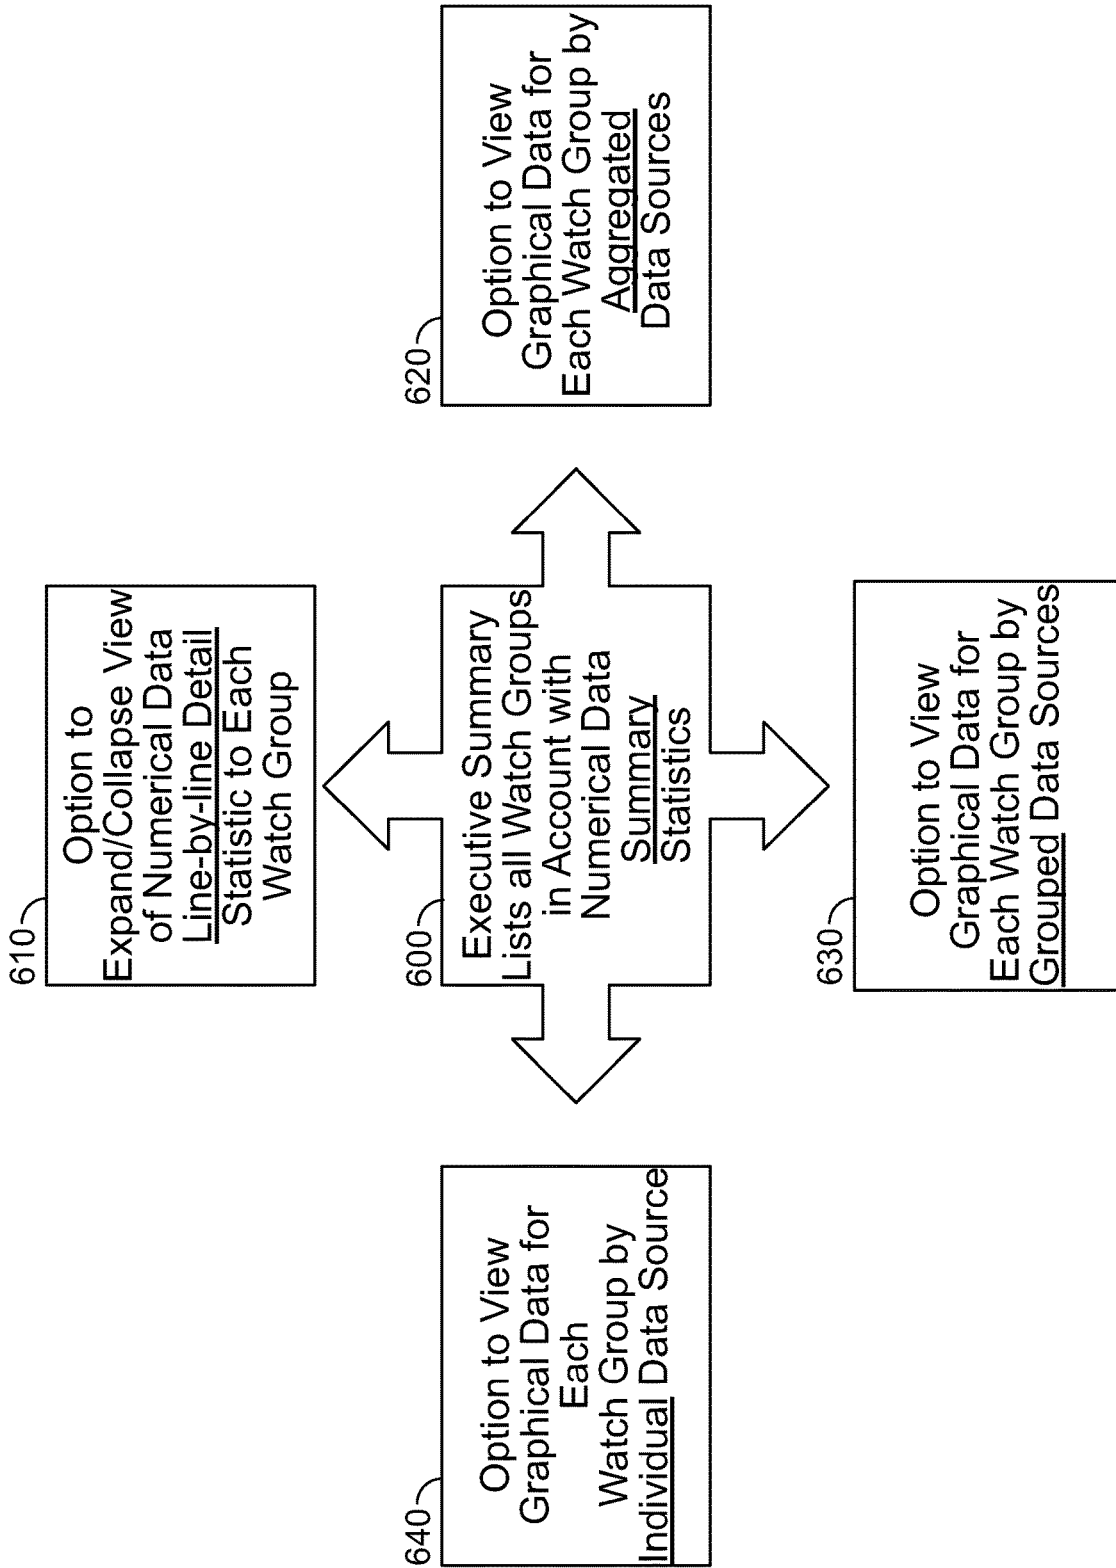 610
Option to
Expand/Collapse View
of Numerical Data
Line-by-line Detail
Statistic to Each
Watch Group
640
Option to View
Graphical Data for
Each
Watch Group by
Individual Data Source
600
Executive Summary
Lists all Watch Groups
in Account with
Numerical Data
Summary
Statistics
620
Option to View
Graphical Data for
Each Watch Group by
Aggregated
Data Sources
630
Option to View
Graphical Data for
Each Watch Group by
Grouped Data Sources